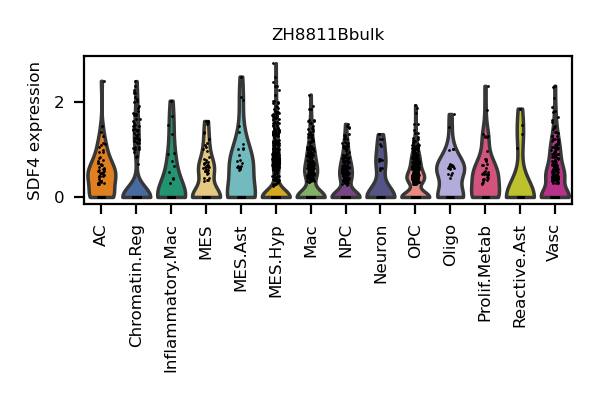 ZH8811Bbulk
SDF4 expression
2
0
AC
Chromatin.Reg
Inflammatory.Mac
MES
MES.Ast
MES.Hyp
Mac
NPC
Neuron
OPC
Oligo
Prolif.Metab
Reactive.Ast
Vasc